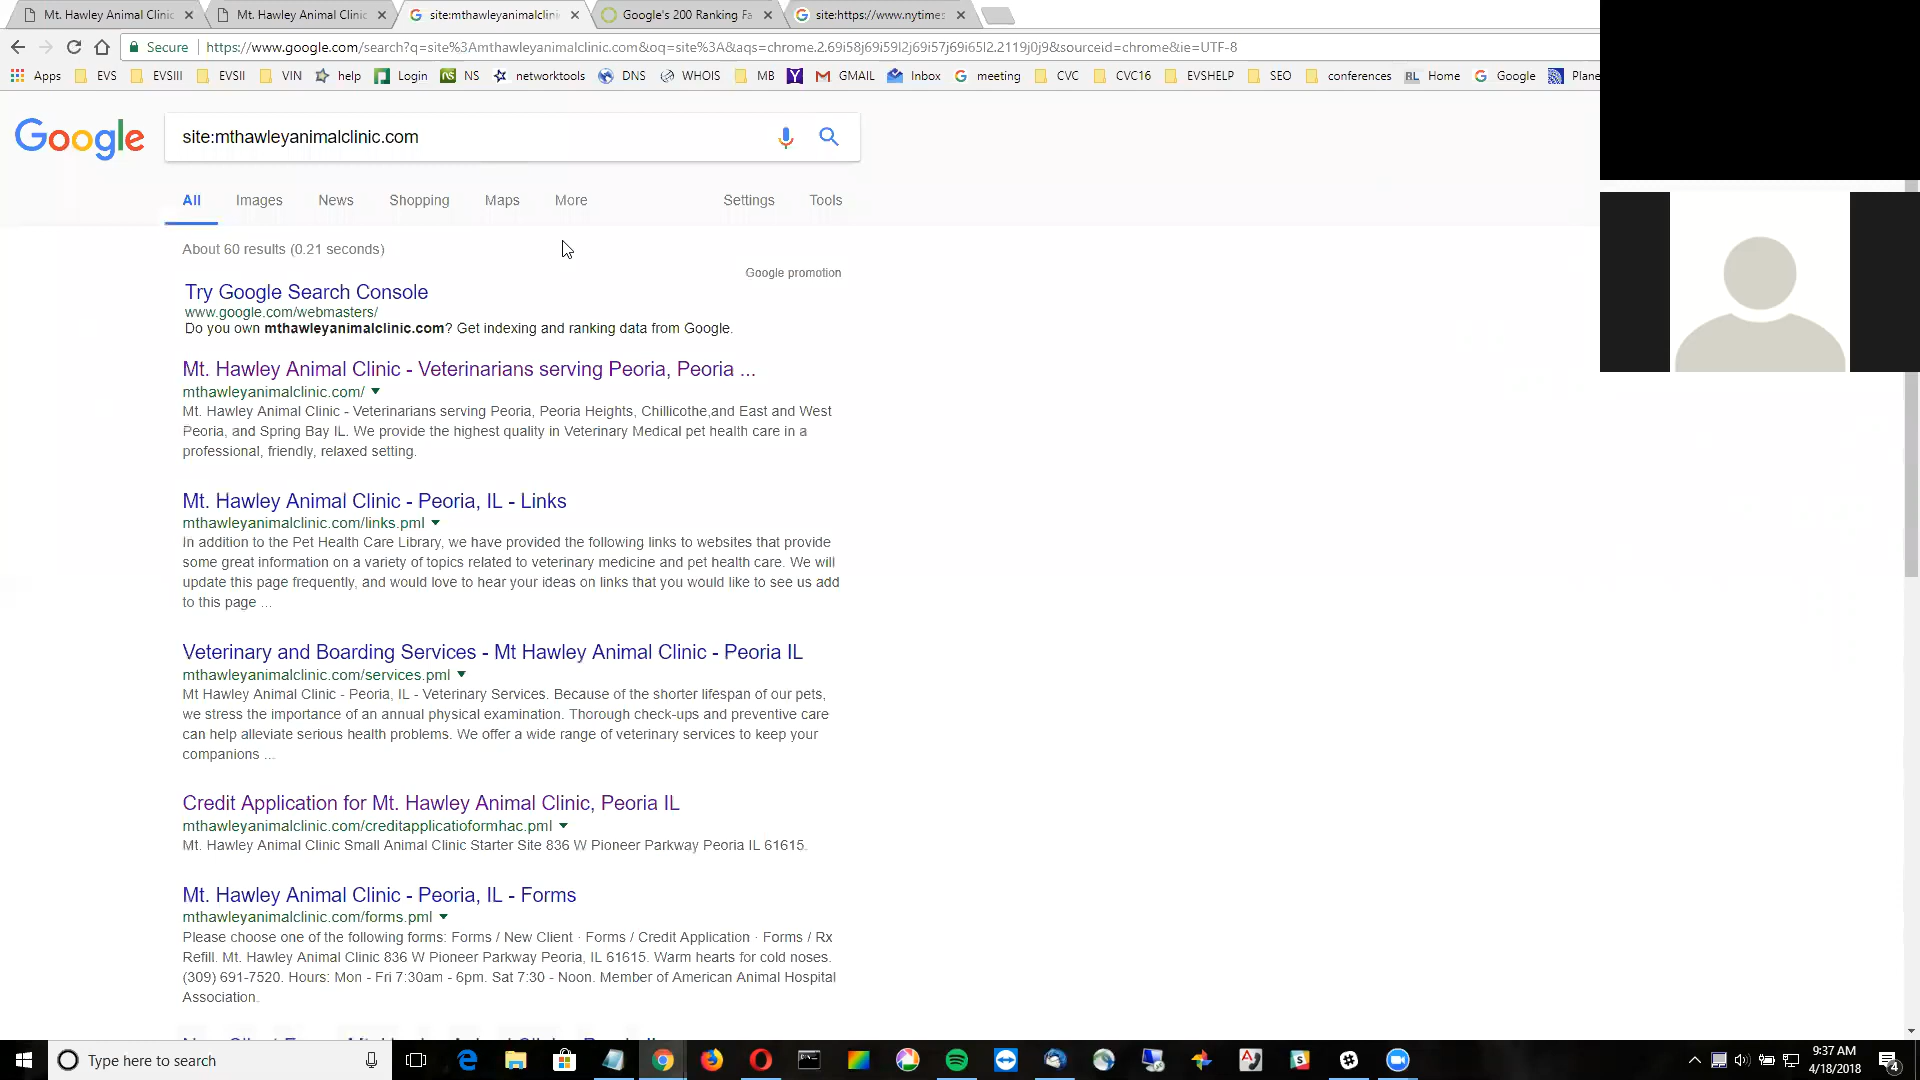 Mt. Hawley Animal Clinic
Mt. Hawley Animal Clinic
site:mthawleyanimalclinic
Google's 200 Ranking Fa
site:https://www.nytimes
Secure
https://www.google.com/search?q=site%3Amthawleyanimalclinic.com&oq=site%3A&aqs=chrome.2.69i58j69i59l2j69i57j69i65l2.2119j0j9&sourceid=chrome&ie=UTF-8
Apps EVS EVSIII EVSII VIN help Login NS networktools DNS WHOIS MB GMAIL Inbox meeting CVC CVC16 EVSHELP SEO conferences Home Google Plane
Google
site:mthawleyanimalclinic.com
All Images News Shopping Maps More Settings Tools
About 60 results (0.21 seconds)
Google promotion
Try Google Search Console
www.google.com/webmasters/
Do you own mthawleyanimalclinic.com? Get indexing and ranking data from Google.
Mt. Hawley Animal Clinic - Veterinarians serving Peoria, Peoria ...
mthawleyanimalclinic.com/
Mt. Hawley Animal Clinic - Veterinarians serving Peoria, Peoria Heights, Chillicothe,and East and West
Peoria, and Spring Bay IL. We provide the highest quality in Veterinary Medical pet health care in a
professional, friendly, relaxed setting.
Mt. Hawley Animal Clinic - Peoria, IL - Links
mthawleyanimalclinic.com/links.pml
In addition to the Pet Health Care Library, we have provided the following links to websites that provide
some great information on a variety of topics related to veterinary medicine and pet health care. We will
update this page frequently, and would love to hear your ideas on links that you would like to see us add
to this page ...
Veterinary and Boarding Services - Mt Hawley Animal Clinic - Peoria IL
mthawleyanimalclinic.com/services.pml
Mt Hawley Animal Clinic - Peoria, IL - Veterinary Services. Because of the shorter lifespan of our pets,
we stress the importance of an annual physical examination. Thorough check-ups and preventive care
can help alleviate serious health problems. We offer a wide range of veterinary services to keep your
companions ...
Credit Application for Mt. Hawley Animal Clinic, Peoria IL
mthawleyanimalclinic.com/creditapplicatioformhac.pml
Mt. Hawley Animal Clinic Small Animal Clinic Starter Site 836 W Pioneer Parkway Peoria IL 61615.
Mt. Hawley Animal Clinic - Peoria, IL - Forms
mthawleyanimalclinic.com/forms.pml
Please choose one of the following forms: Forms / New Client · Forms / Credit Application · Forms / Rx
Refill. Mt. Hawley Animal Clinic 836 W Pioneer Parkway Peoria, IL 61615. Warm hearts for cold noses.
(309) 691-7520. Hours: Mon - Fri 7:30am - 6pm. Sat 7:30 - Noon. Member of American Animal Hospital
Association.
Type here to search
9:37 AM
4/18/2018
4